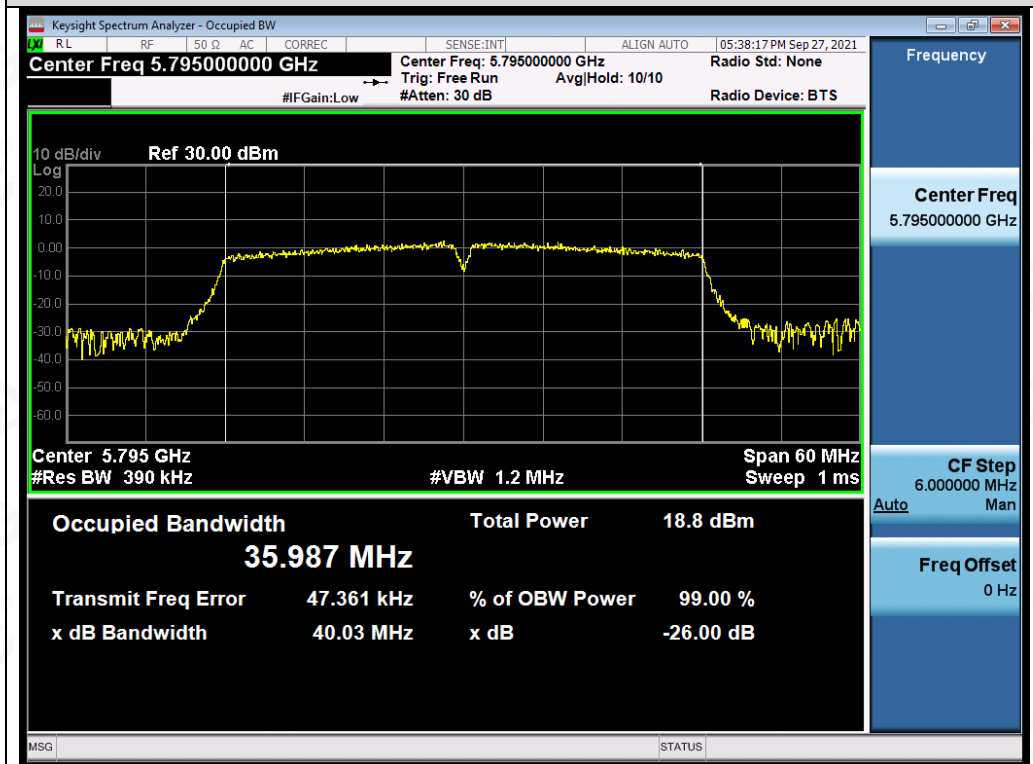 Keysight Spectrum Analyzer - Occupied BW
LXI RL RF 50 Ω AC CORREC SENSE:INT ALIGN AUTO 05:38:17 PM Sep 27, 2021
Center Freq 5.795000000 GHz Center Freq: 5.795000000 GHz Radio Std: None
Trig: Free Run Avg|Hold: 10/10
#IFGain:Low #Atten: 30 dB Radio Device: BTS
10 dB/div Ref 30.00 dBm
Log
20.0
10.0
0.00
-10.0
-20.0
-30.0
-40.0
-50.0
-60.0
Center 5.795 GHz Span 60 MHz
#Res BW 390 kHz #VBW 1.2 MHz Sweep 1 ms
Occupied Bandwidth Total Power 18.8 dBm
35.987 MHz
Transmit Freq Error 47.361 kHz % of OBW Power 99.00 %
x dB Bandwidth 40.03 MHz x dB -26.00 dB
Frequency
Center Freq
5.795000000 GHz
CF Step
6.000000 MHz
Auto Man
Freq Offset
0 Hz
MSG STATUS